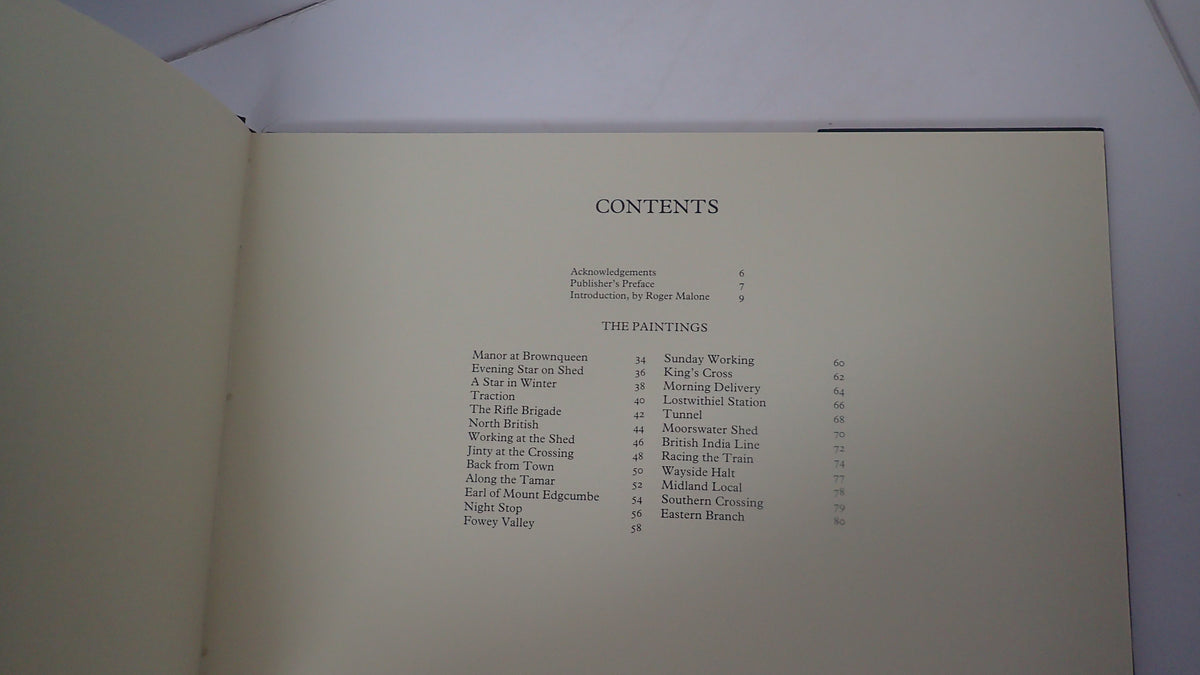 CONTENTS
Acknowledgements 6
Publisher's Preface 7
Introduction, by Roger Malone 9
THE PAINTINGS
Manor at Brownqueen 34
Evening Star on Shed 36
A Star in Winter 38
Traction 40
The Rifle Brigade 42
North British 44
Working at the Shed 46
Jinty at the Crossing 48
Back from Town 50
Along the Tamar 52
Earl of Mount Edgcumbe 54
Night Stop 56
Fowey Valley 58
Sunday Working 60
King's Cross 62
Morning Delivery 64
Lostwithiel Station 66
Tunnel 68
Moorswater Shed 70
British India Line 72
Racing the Train 74
Wayside Halt 77
Midland Local 78
Southern Crossing 79
Eastern Branch 80